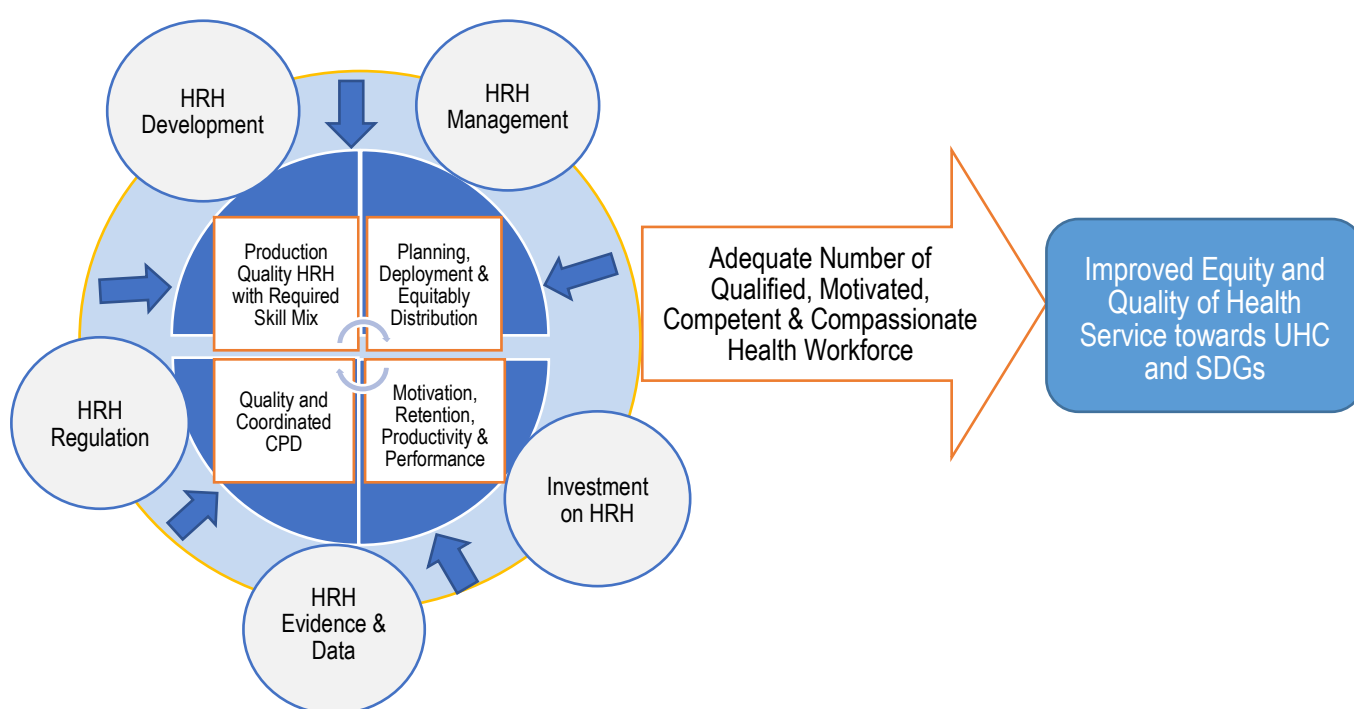 HRH
Development
HRH
Management
Production
Quality HRH
with Required
Skill Mix
Planning,
Deployment &
Equitably
Distribution
Quality and
Coordinated
CPD
Motivation,
Retention,
Productivity &
Performance
HRH
Regulation
Investment
on HRH
HRH
Evidence &
Data
Adequate Number of
Qualified, Motivated,
Competent & Compassionate
Health Workforce
Improved Equity and
Quality of Health
Service towards UHC
and SDGs